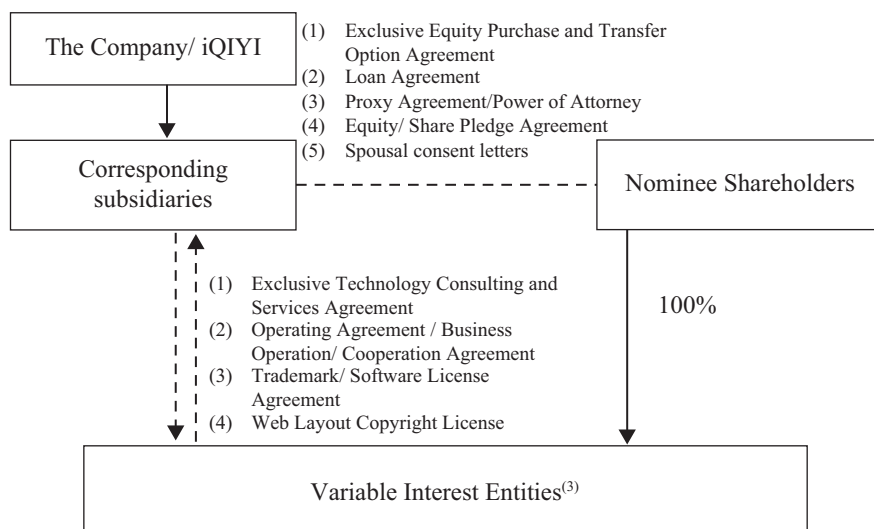 The Company/ iQIYI
(1) Exclusive Equity Purchase and Transfer
Option Agreement
(2) Loan Agreement
(3) Proxy Agreement/Power of Attorney
(4) Equity/ Share Pledge Agreement
(5) Spousal consent letters
Corresponding
subsidiaries
Nominee Shareholders
(1) Exclusive Technology Consulting and
Services Agreement
(2) Operating Agreement / Business
Operation/ Cooperation Agreement
(3) Trademark/ Software License
Agreement
(4) Web Layout Copyright License
100%
Variable Interest Entities(3)